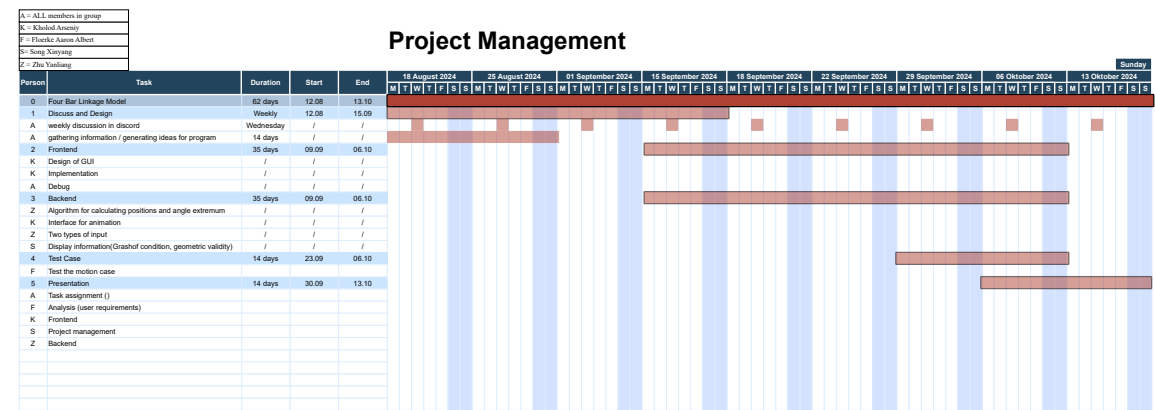 A = ALL members in group
K = Kholod Arseniy
F = Floerke Aaron Albert
S= Song Xinyang
Z = Zhu Yanliang
Project Management
Sunday
Person Task Duration Start End 18 August 2024 25 August 2024 01 September 2024 15 September 2024 18 September 2024 22 September 2024 29 September 2024 06 Oktober 2024 13 Oktober 2024
M T W T F S S M T W T F S S M T W T F S S M T W T F S S M T W T F S S M T W T F S S M T W T F S S M T W T F S S M T W T F S S
0 Four Bar Linkage Model 62 days 12.08 13.10
1 Discuss and Design Weekly 12.08 15.09
A weekly discussion in discord Wednesday / /
A gathering information / generating ideas for program 14 days / /
2 Frontend 35 days 09.09 06.10
K Design of GUI / / /
K Implementation / / /
A Debug / / /
3 Backend 35 days 09.09 06.10
Z Algorithm for calculating positions and angle extremum / / /
K Interface for animation / / /
Z Two types of input / / /
S Display information(Grashof condition, geometric validity) / / /
4 Test Case 14 days 23.09 06.10
F Test the motion case
5 Presentation 14 days 30.09 13.10
A Task assignment ()
F Analysis (user requirements)
K Frontend
S Project management
Z Backend